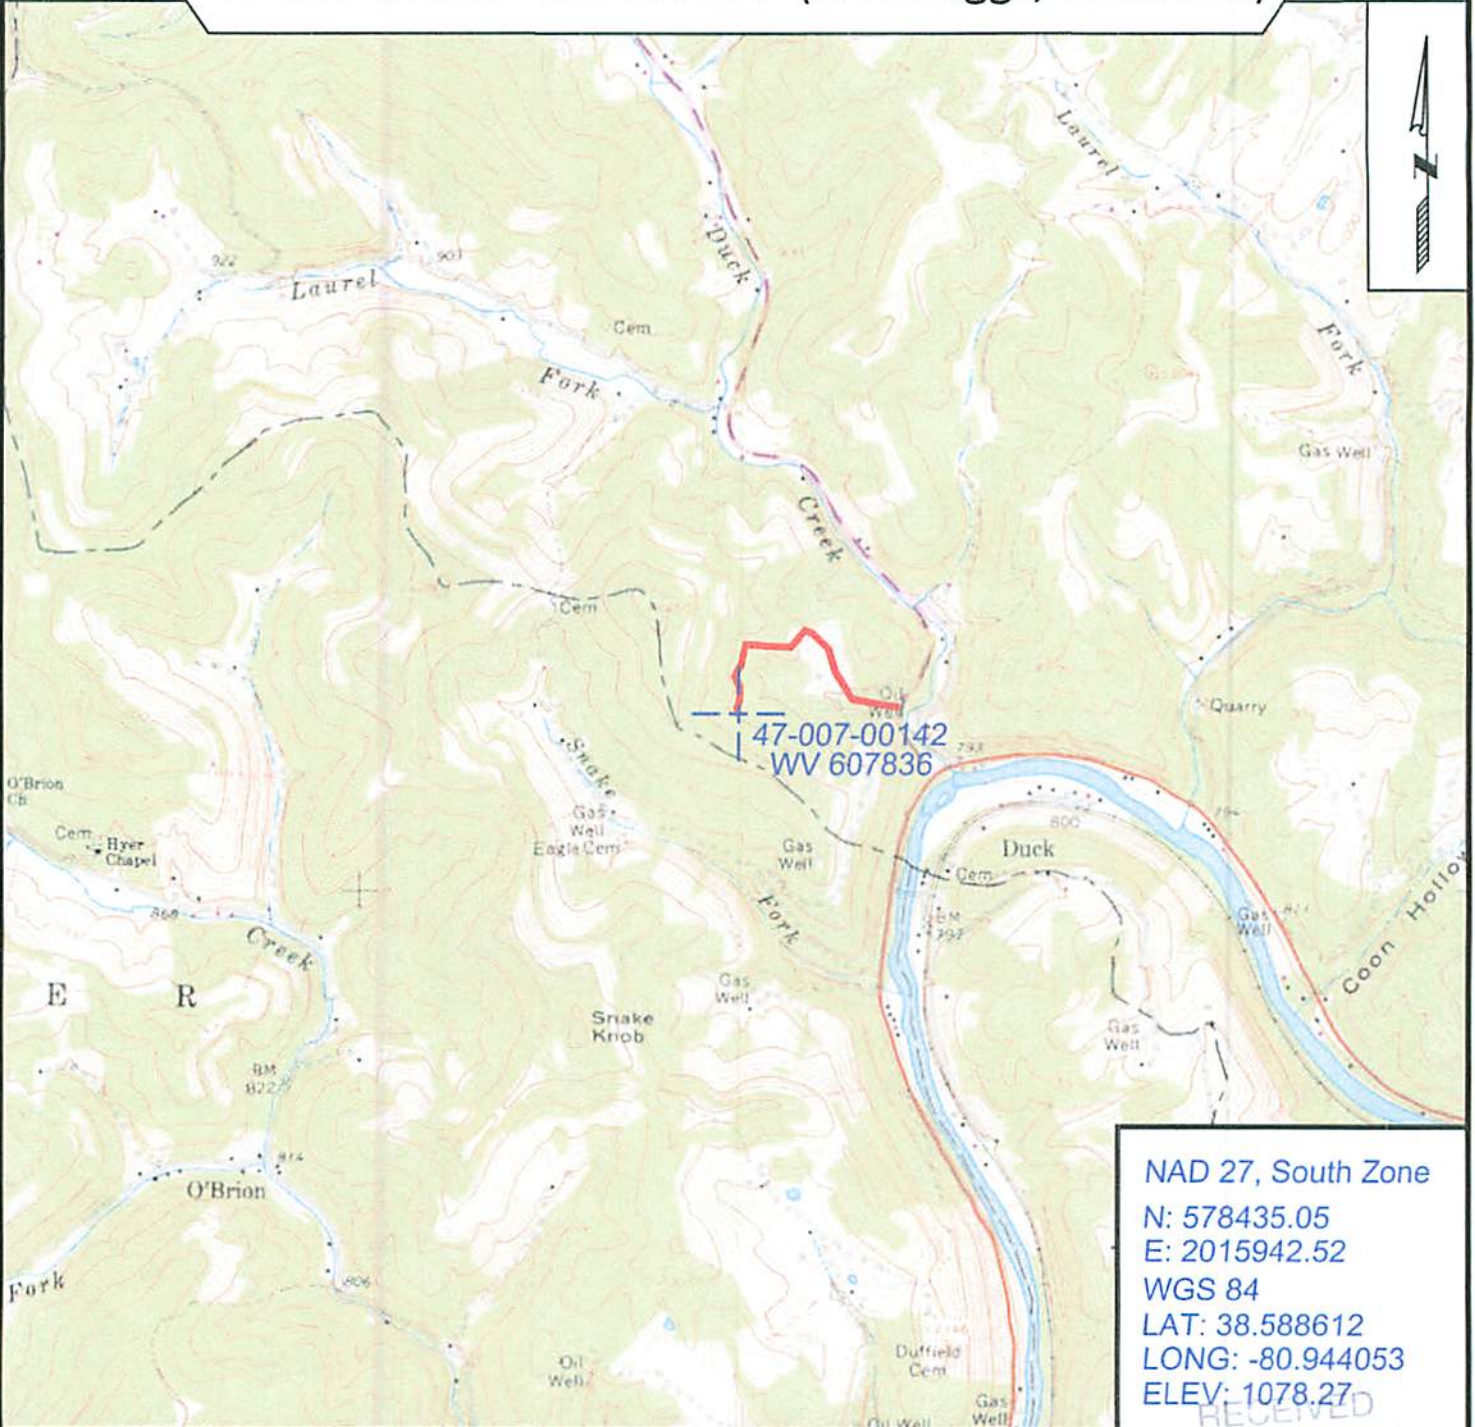 Laurel
Duck
922
903
Laurel
Cem
Fork
Fork
Gas Well
Creek
Cem
Oil
Well
Quarry
47-007-00142
WV 607836
793
Snake
O'Brion
Ch
Cem
Hyer
Chapel
Gas
Well
Eagle Cem
Gas
Well
800
794
Duck
Cem
868
Creek
Fork
BM
797
Gas
Well
821
Coon Hollow
E R
Gas
Well
Snake
Knob
Gas
Well
BM
822
814
O'Brion
Fork
806
Oil
Well
Duffield
Cem
Gas
Well
Oil Well
N
NAD 27, South Zone
N: 578435.05
E: 2015942.52
WGS 84
LAT: 38.588612
LONG: -80.944053
ELEV: 1078.27
RECEIVED